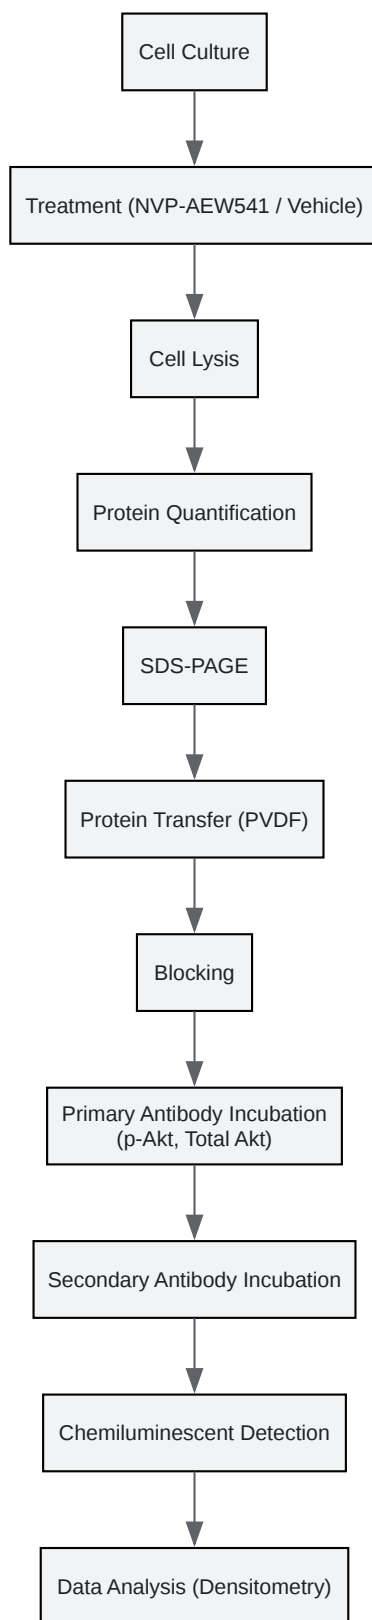 Cell Culture
Treatment (NVP-AEW541 / Vehicle)
Cell Lysis
Protein Quantification
SDS-PAGE
Protein Transfer (PVDF)
Blocking
Primary Antibody Incubation
(p-Akt, Total Akt)
Secondary Antibody Incubation
Chemiluminescent Detection
Data Analysis (Densitometry)